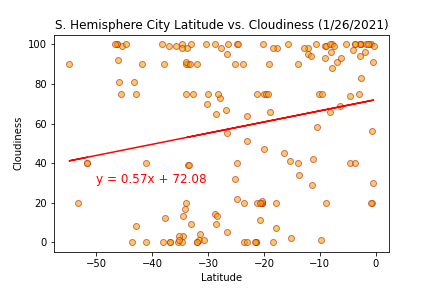 S. Hemisphere City Latitude vs. Cloudiness (1/26/2021)
100
80
60
40
20
0
Cloudiness
y = 0.57x + 72.08
−50 −40 −30 −20 −10 0
Latitude